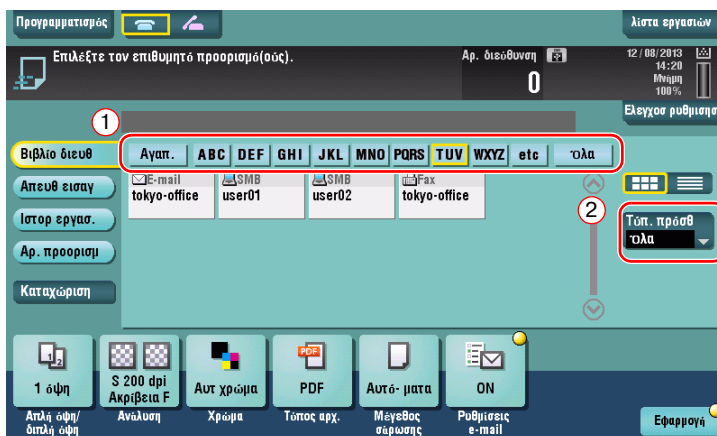 Προγραμματισμός
λίστα εργασιών
Επιλέξτε τον επιθυμητό προορισμό(ούς).
Αρ. διεύθυνση
0
12/08/2013
14:20
Μνήμη
100%
Ελεγχοσ ρυθμισησ
1
Βιβλίο διευθ
Αγαπ. ABC DEF GHI JKL MNO PQRS TUV WXYZ etc Όλα
E-mail
tokyo-office
SMB
user01
SMB
user02
Fax
tokyo-office
Απευθ εισαγ
Ιστορ εργασ.
Αρ. προορισμ
Καταχώριση
2
Τύπ. πρόσθ
Όλα
1 όψη
S 200 dpi
Ακρίβεια F
Αυτ χρώμα
PDF
PDF
Αυτό- ματα
ON
Απλή όψη/
διπλή όψη
Ανάλυση
Χρώμα
Τύπος αρχ.
Μέγεθος
σάρωσης
Ρυθμίσεις
e-mail
Εφαρμογή